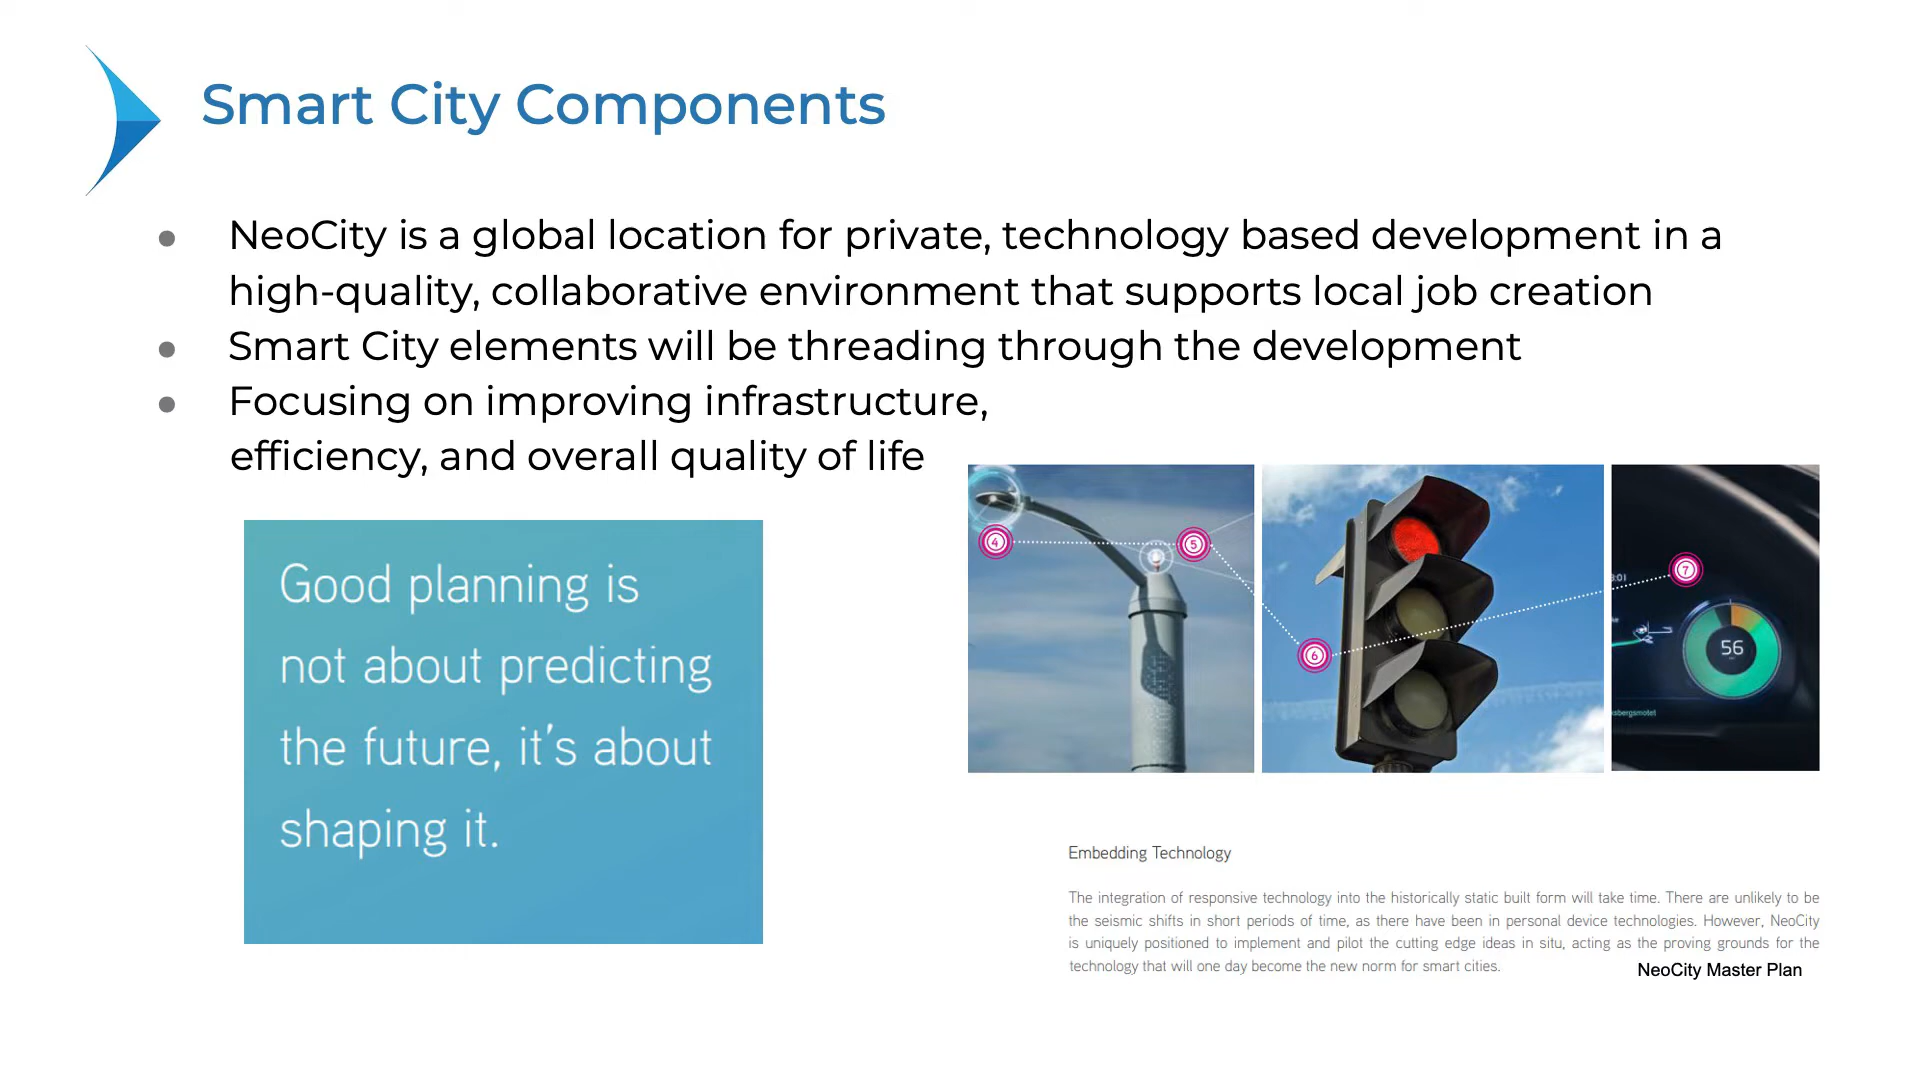 Smart City Components
NeoCity is a global location for private, technology based development in a
high-quality, collaborative environment that supports local job creation
Smart City elements will be threading through the development
Focusing on improving infrastructure,
efficiency, and overall quality of life
Good planning is
not about predicting
the future, it's about
shaping it.
4
5
6
7
56
Embedding Technology
The integration of responsive technology into the historically static built form will take time. There are unlikely to be
the seismic shifts in short periods of time, as there have been in personal device technologies. However, NeoCity
is uniquely positioned to implement and pilot the cutting edge ideas in situ, acting as the proving grounds for the
technology that will one day become the new norm for smart cities.
NeoCity Master Plan